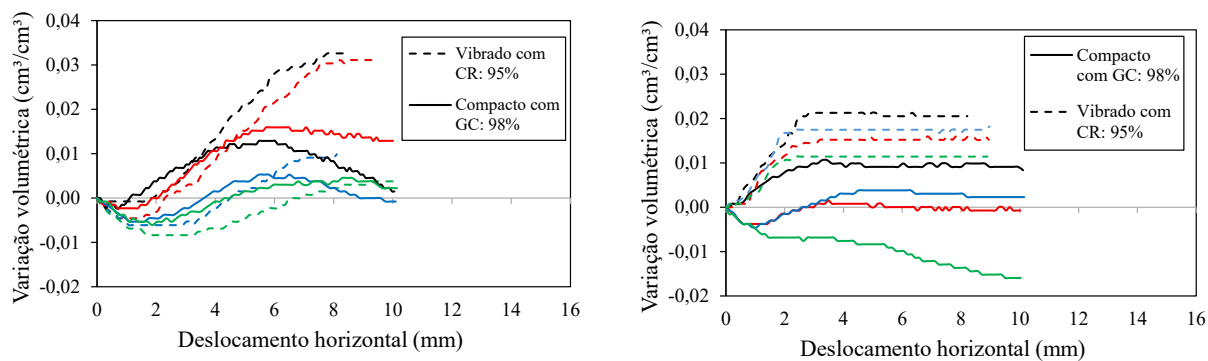 Variação volumétrica (cm³/cm³)
0,04
0,03
0,02
0,01
0,00
-0,01
0,02
0 2 4 6 8 10 12 14 16
Deslocamento horizontal (mm)
Vibrado com
CR: 95%
Compacto com
GC: 98%
Variação volumétrica (cm³/cm³)
0,04
0,03
0,02
0,01
0,00
-0,01
-0,02
0 2 4 6 8 10 12 14 16
Deslocamento horizontal (mm)
Compacto
com GC: 98%
Vibrado com
CR: 95%